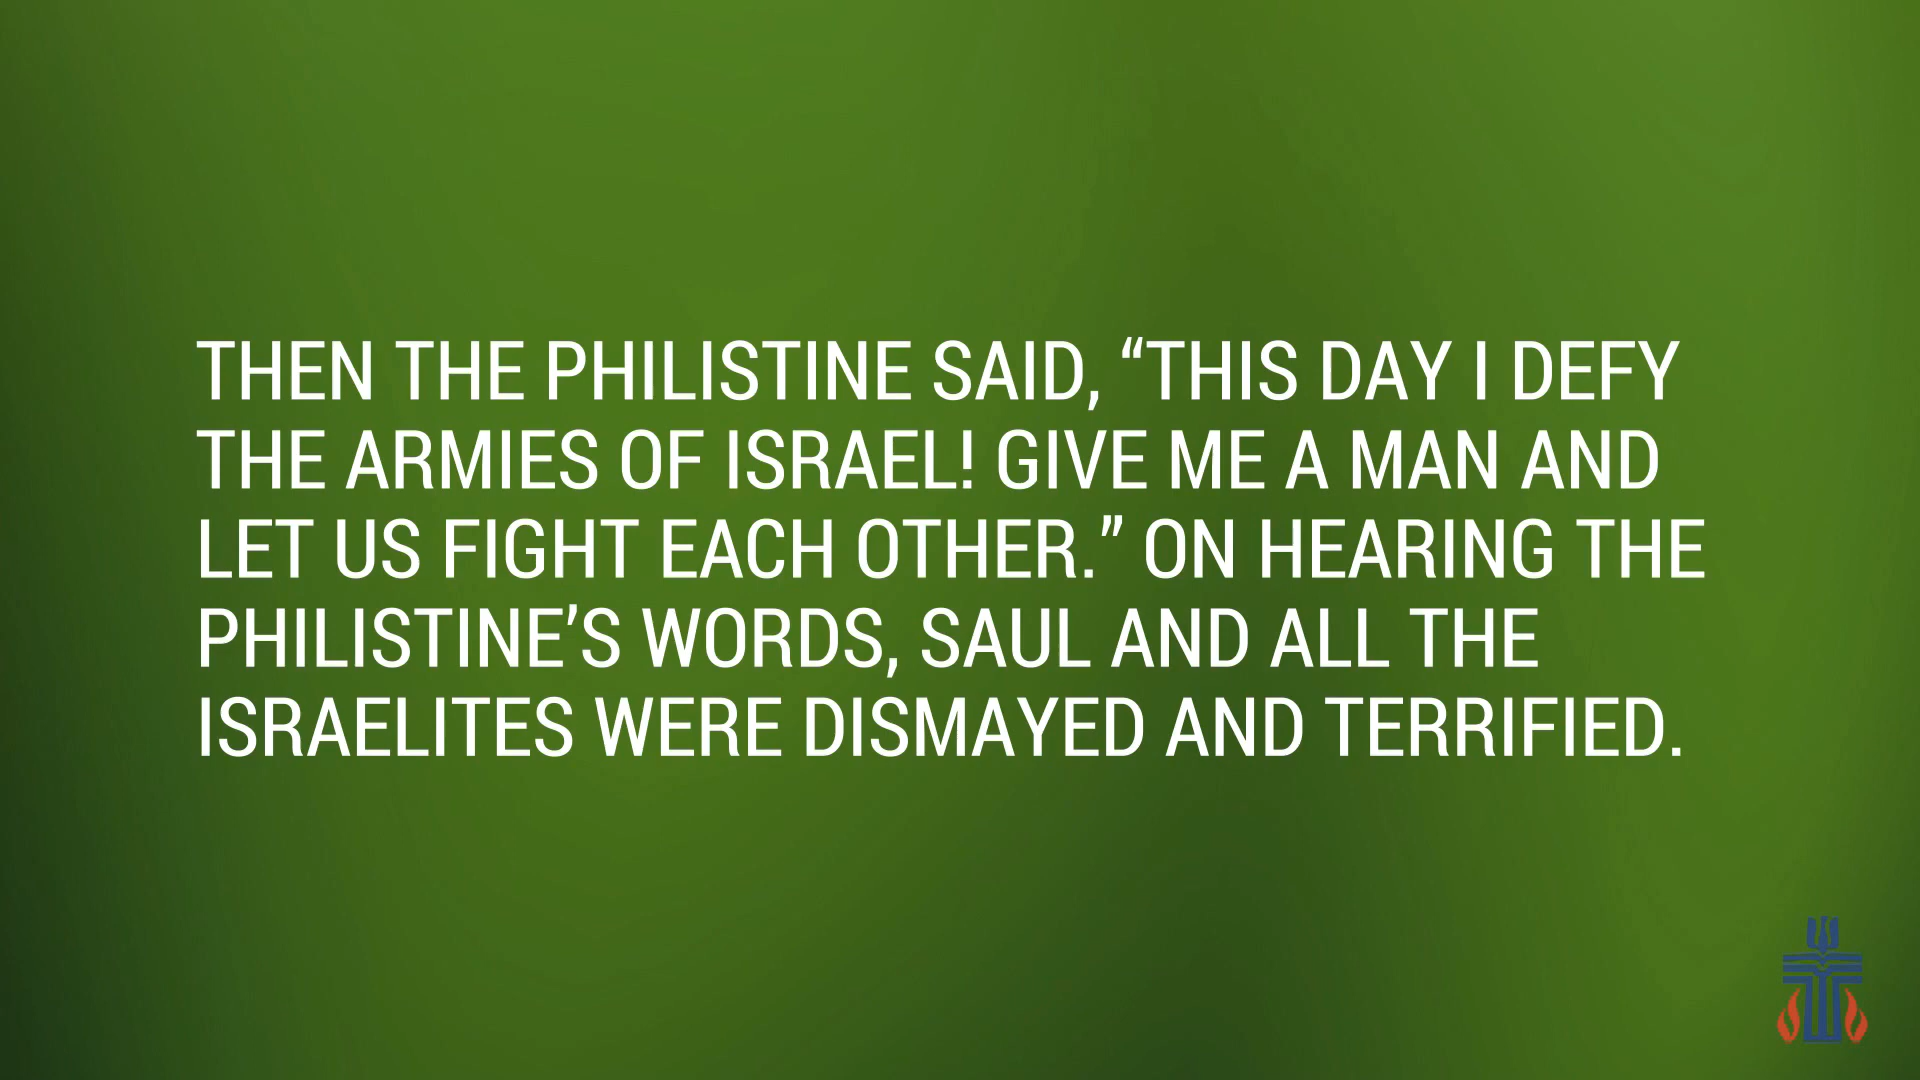 THEN THE PHILISTINE SAID, “THIS DAY I DEFY
THE ARMIES OF ISRAEL! GIVE ME A MAN AND
LET US FIGHT EACH OTHER.” ON HEARING THE
PHILISTINE’S WORDS, SAUL AND ALL THE
ISRAELITES WERE DISMAYED AND TERRIFIED.